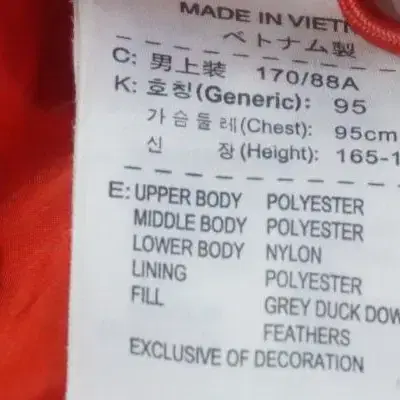 MADE IN VIETN
ベトナム製
C: 男上装 170/88A
K: 호칭(Generic): 95
가슴둘레(Chest): 95cm
신 장(Height): 165-1
E: UPPER BODY POLYESTER
MIDDLE BODY POLYESTER
LOWER BODY NYLON
LINING POLYESTER
FILL GREY DUCK DOW
FEATHERS
EXCLUSIVE OF DECORATION